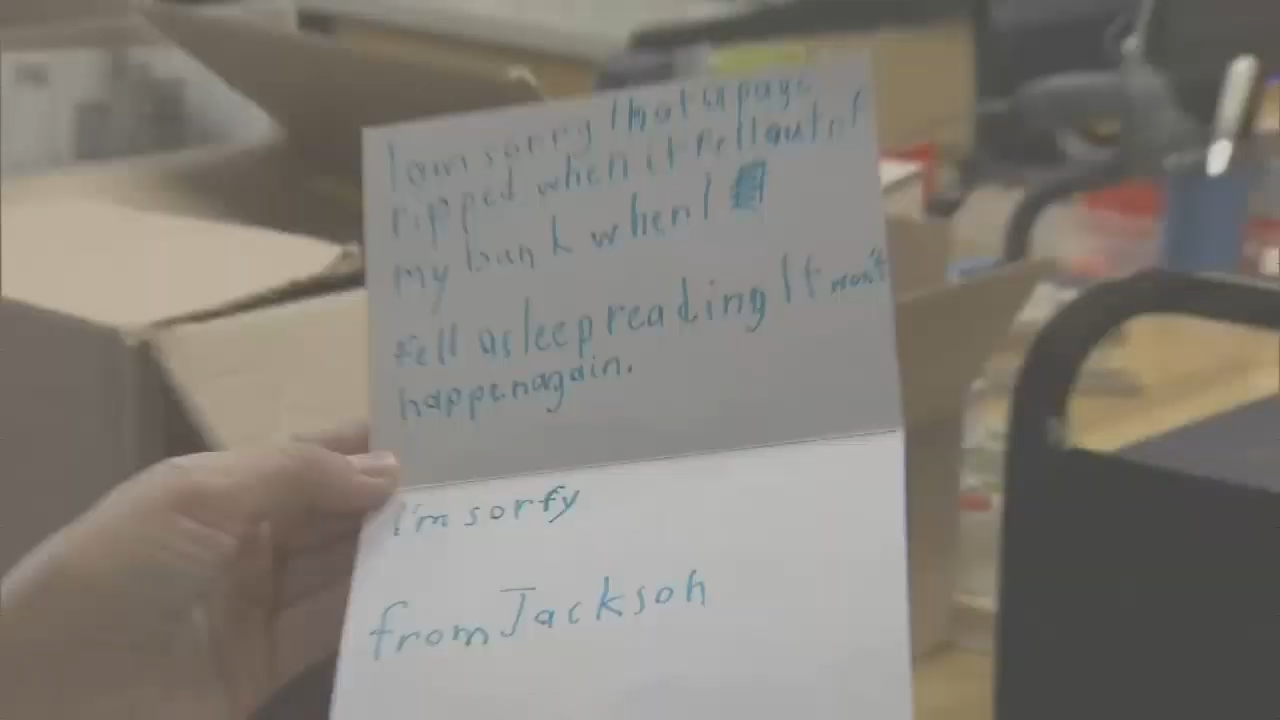 I am sorry that a page
ripped when it fell out of
my bunk when I
fell asleep reading It won't
happen again.
I'm sorry
from Jackson